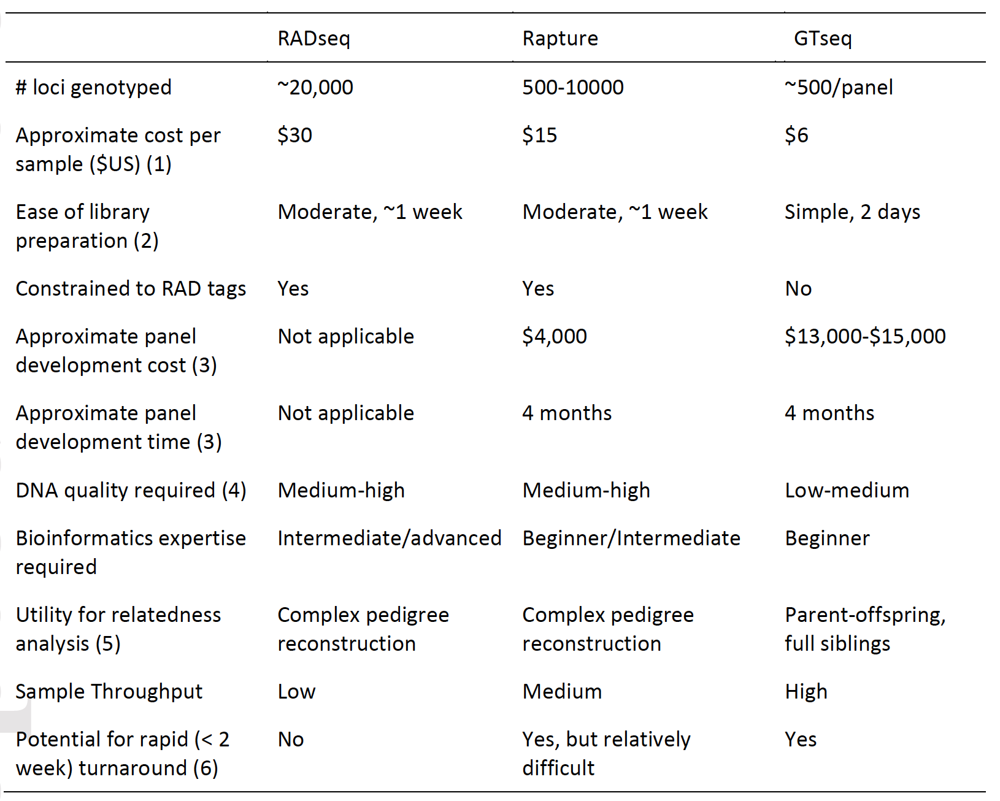 RADseq Rapture GTseq
# loci genotyped ~20,000 500-10000 ~500/panel
Approximate cost per $30 $15 $6
sample ($US) (1)
Ease of library Moderate, ~1 week Moderate, ~1 week Simple, 2 days
preparation (2)
Constrained to RAD tags Yes Yes No
Approximate panel Not applicable $4,000 $13,000-$15,000
development cost (3)
Approximate panel Not applicable 4 months 4 months
development time (3)
DNA quality required (4) Medium-high Medium-high Low-medium
Bioinformatics expertise Intermediate/advanced Beginner/Intermediate Beginner
required
Utility for relatedness Complex pedigree Complex pedigree Parent-offspring,
analysis (5) reconstruction reconstruction full siblings
Sample Throughput Low Medium High
Potential for rapid (< 2 No Yes, but relatively Yes
week) turnaround (6) difficult